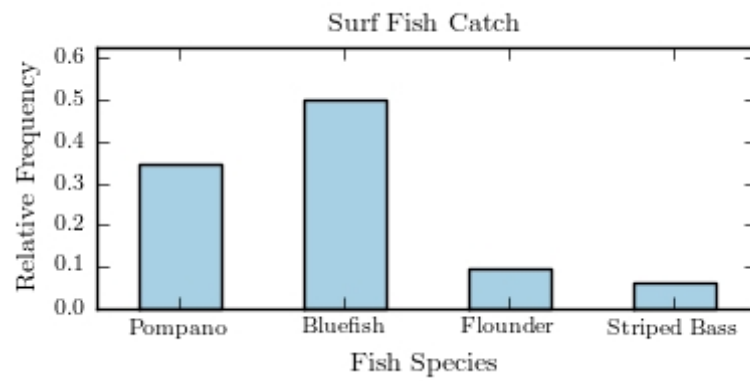 Surf Fish Catch
Relative Frequency
0.6
0.5
0.4
0.3
0.2
0.1
0.0
Pompano Bluefish Flounder Striped Bass
Fish Species